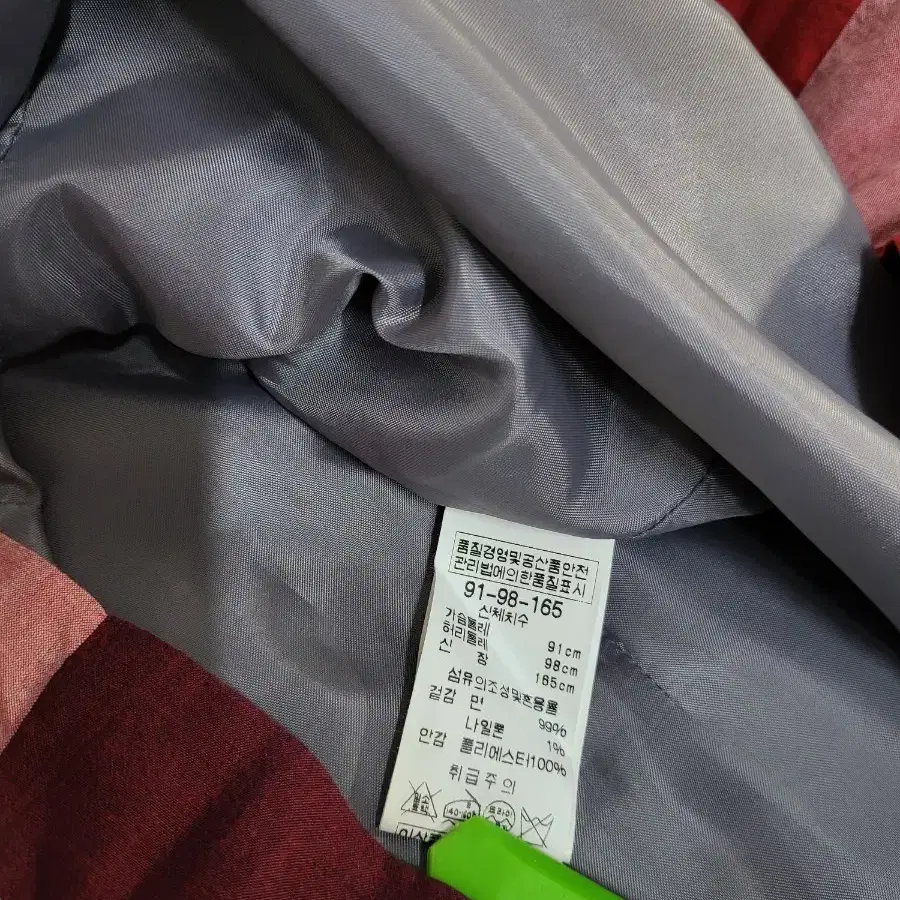 품질경영및공산품안전
관리법에의한품질표시
91-98-165
신체치수
가슴둘레 91cm
허리둘레 98cm
신장 165cm
섬유의조성및혼용률
겉감 면 99%
나일론 1%
안감 폴리에스터100%
취급주의